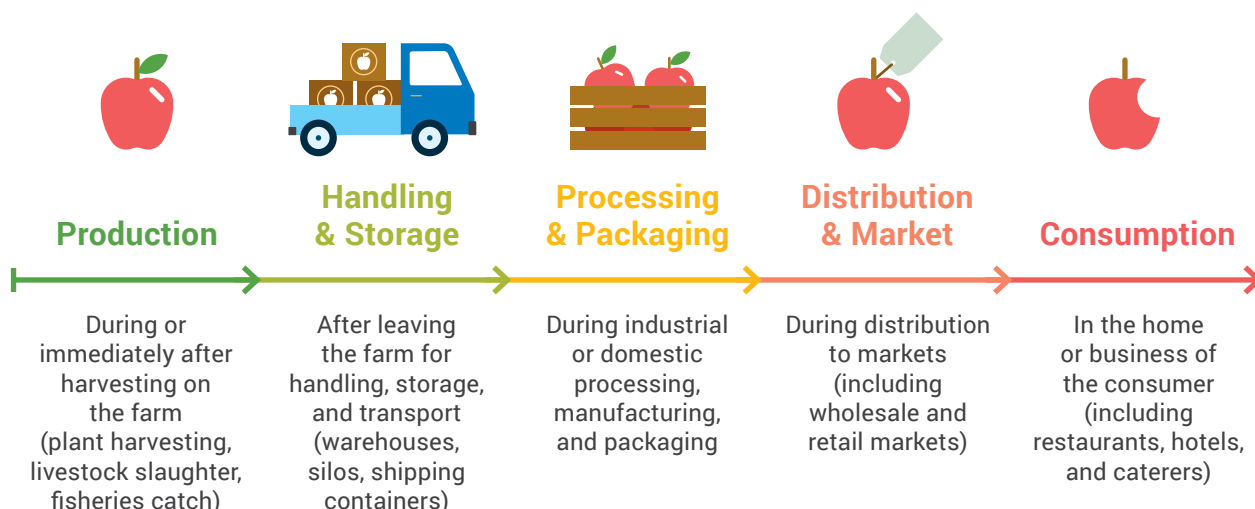 Production
Handling
& Storage
Processing
& Packaging
Distribution
& Market
Consumption
During or
immediately after
harvesting on
the farm
(plant harvesting,
livestock slaughter,
fisheries catch)
After leaving
the farm for
handling, storage,
and transport
(warehouses,
silos, shipping
containers)
During industrial
or domestic
processing,
manufacturing,
and packaging
During distribution
to markets
(including
wholesale and
retail markets)
In the home
or business of
the consumer
(including
restaurants, hotels,
and caterers)